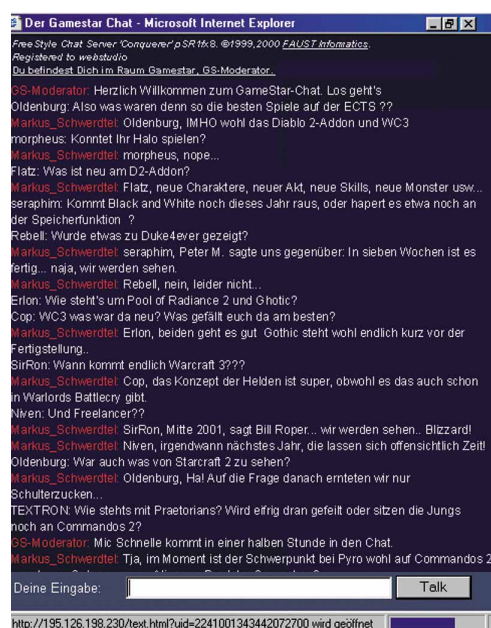 Der Gamestar Chat - Microsoft Internet Explorer
FreeStyle Chat Server 'Conquerer' pSR1fx8. ©1999,2000 FAUST Informatics.
Registered to webstudio
Du befindest Dich im Raum Gamestar, GS-Moderator.
GS-Moderator: Herzlich Willkommen zum GameStar-Chat. Los geht's
Oldenburg: Also was waren denn so die besten Spiele auf der ECTS ??
Markus_Schwerdtel: Oldenburg, IMHO wohl das Diablo 2-Addon und WC3
morpheus: Konntet Ihr Halo spielen?
Markus_Schwerdtel: morpheus, nope...
Flatz: Was ist neu am D2-Addon?
Markus_Schwerdtel: Flatz, neue Charaktere, neuer Akt, neue Skills, neue Monster usw...
seraphim: Kommt Black and White noch dieses Jahr raus, oder hapert es etwa noch an
der Speicherfunktion ?
Rebell: Wurde etwas zu Duke4ever gezeigt?
Markus_Schwerdtel: seraphim, Peter M. sagte uns gegenüber: In sieben Wochen ist es
fertig... naja, wir werden sehen.
Markus_Schwerdtel: Rebell, nein, leider nicht...
Erlon: Wie steht's um Pool of Radiance 2 und Ghotic?
Cop: WC3 was war da neu? Was gefällt euch da am besten?
Markus_Schwerdtel: Erlon, beiden geht es gut Gothic steht wohl endlich kurz vor der
Fertigstellung..
SirRon: Wann kommt endlich Warcraft 3???
Markus_Schwerdtel: Cop, das Konzept der Helden ist super, obwohl es das auch schon
in Warlords Battlecry gibt.
Niven: Und Freelancer??
Markus_Schwerdtel: SirRon, Mitte 2001, sagt Bill Roper... wir werden sehen.. Blizzard!
Markus_Schwerdtel: Niven, irgendwann nächstes Jahr, die lassen sich offensichtlich Zeit!
Oldenburg: War auch was von Starcraft 2 zu sehen?
Markus_Schwerdtel: Oldenburg, Ha! Auf die Frage danach ernteten wir nur
Schulterzucken...
TEXTRON: Wie stehts mit Praetorians? Wird eifrig dran gefeilt oder sitzen die Jungs
noch an Commandos 2?
GS-Moderator: Mic Schnelle kommt in einer halben Stunde in den Chat.
Markus_Schwerdtel: Tja, im Moment ist der Schwerpunkt bei Pyro wohl auf Commandos 2
Deine Eingabe:
Talk
http://195.126.198.230/text.html?uid=2241001343442072700 wird geöffnet